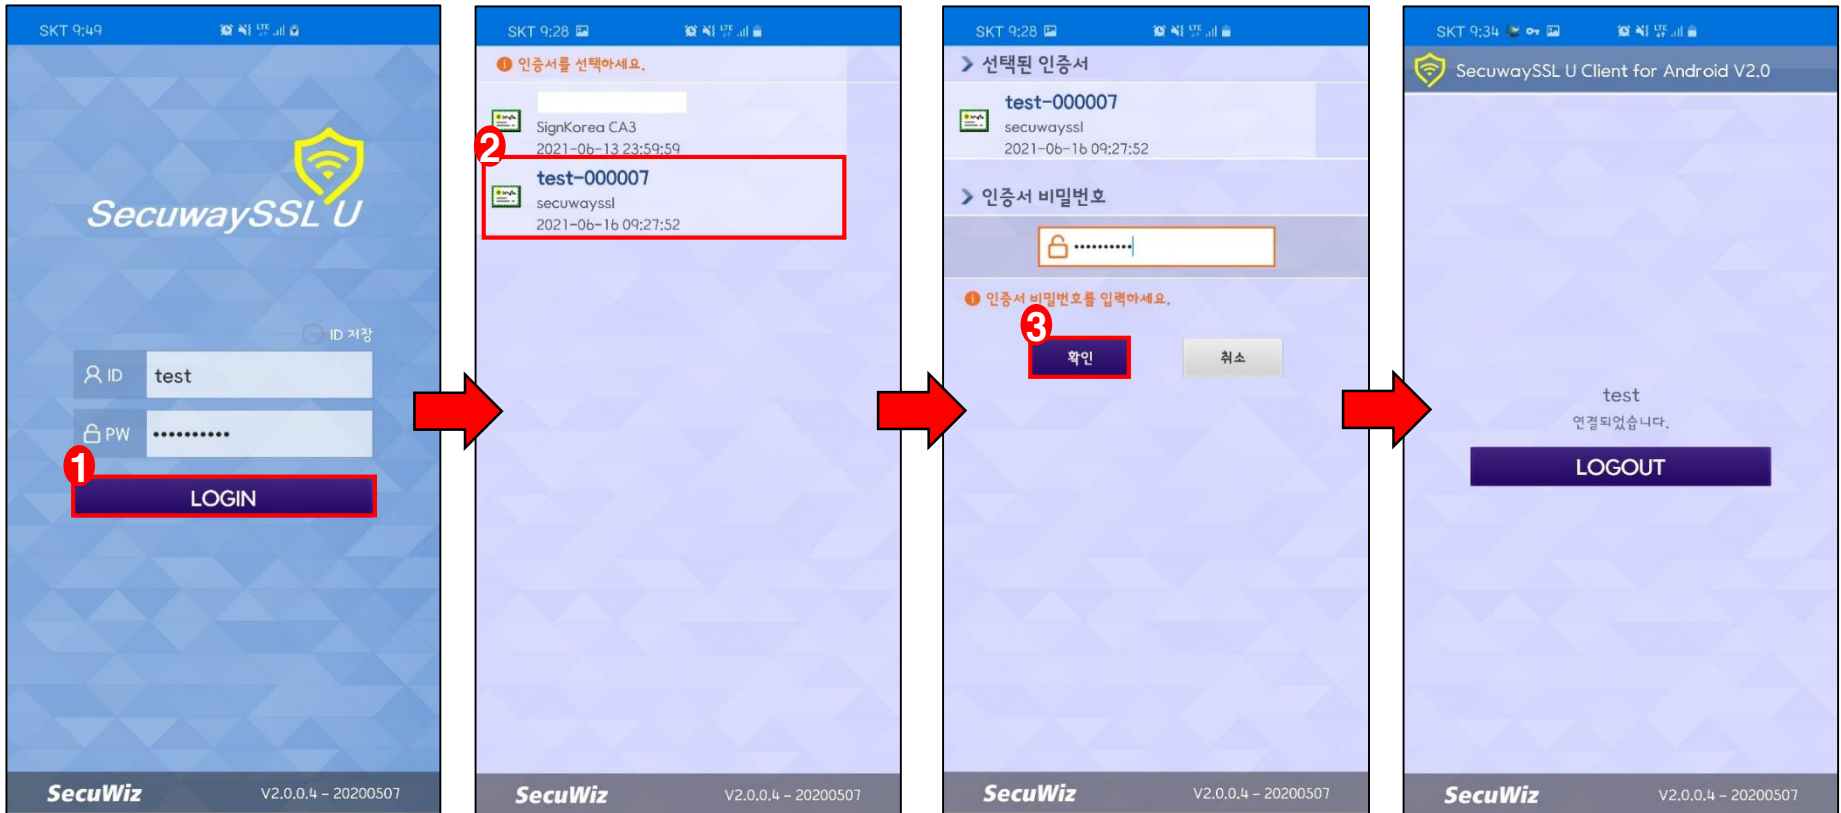 SKT 9:49
LTE
SecuwaySSL U
ID 저장
ID
test
PW
••••••••••
1
LOGIN
SecuWiz
V2.0.0.4 – 20200507
SKT 9:28
LTE
인증서를 선택하세요.
SignKorea CA3
2021-06-13 23:59:59
2
test-000007
secuwayssl
2021-06-16 09:27:52
SecuWiz
V2.0.0.4 – 20200507
SKT 9:28
LTE
선택된 인증서
test-000007
secuwayssl
2021-06-16 09:27:52
인증서 비밀번호
••••••••••
인증서 비밀번호를 입력하세요.
3
확인
취소
SecuWiz
V2.0.0.4 – 20200507
SKT 9:34
LTE
SecuwaySSL U Client for Android V2.0
test
연결되었습니다.
LOGOUT
SecuWiz
V2.0.0.4 – 20200507